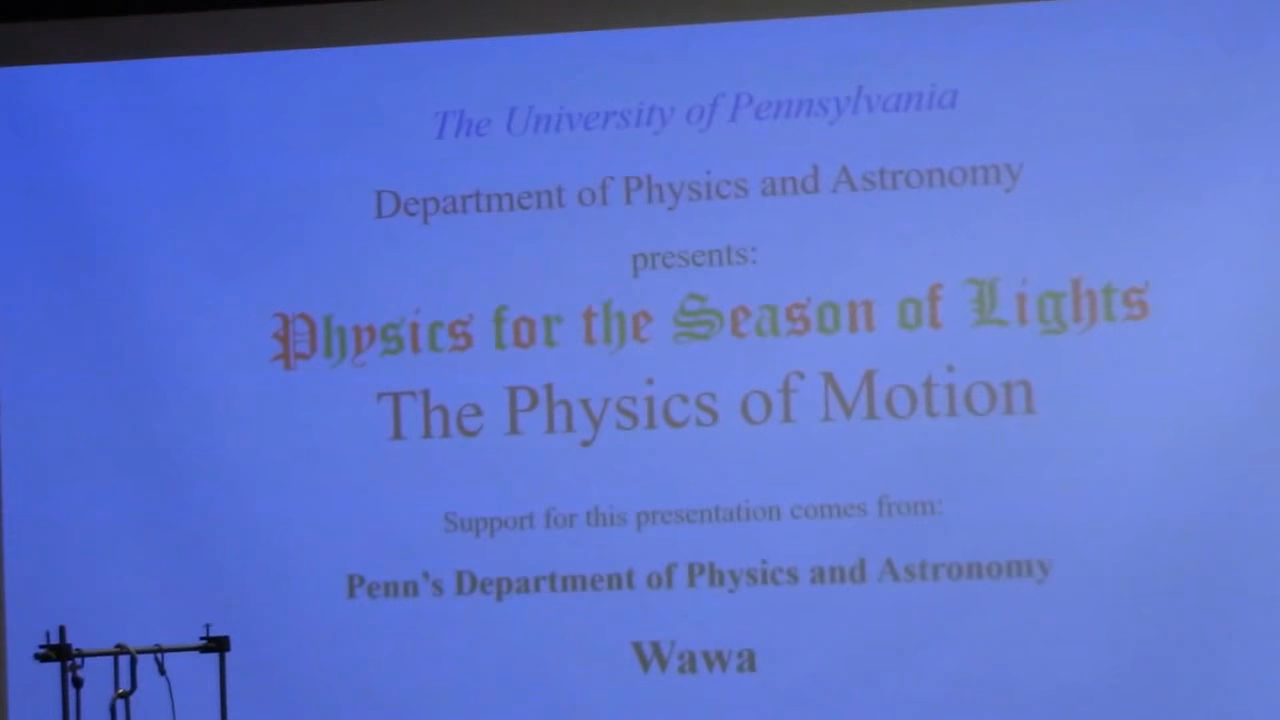 The University of Pennsylvania
Department of Physics and Astronomy
presents:
Physics for the Season of Lights
The Physics of Motion
Support for this presentation comes from:
Penn's Department of Physics and Astronomy
Wawa